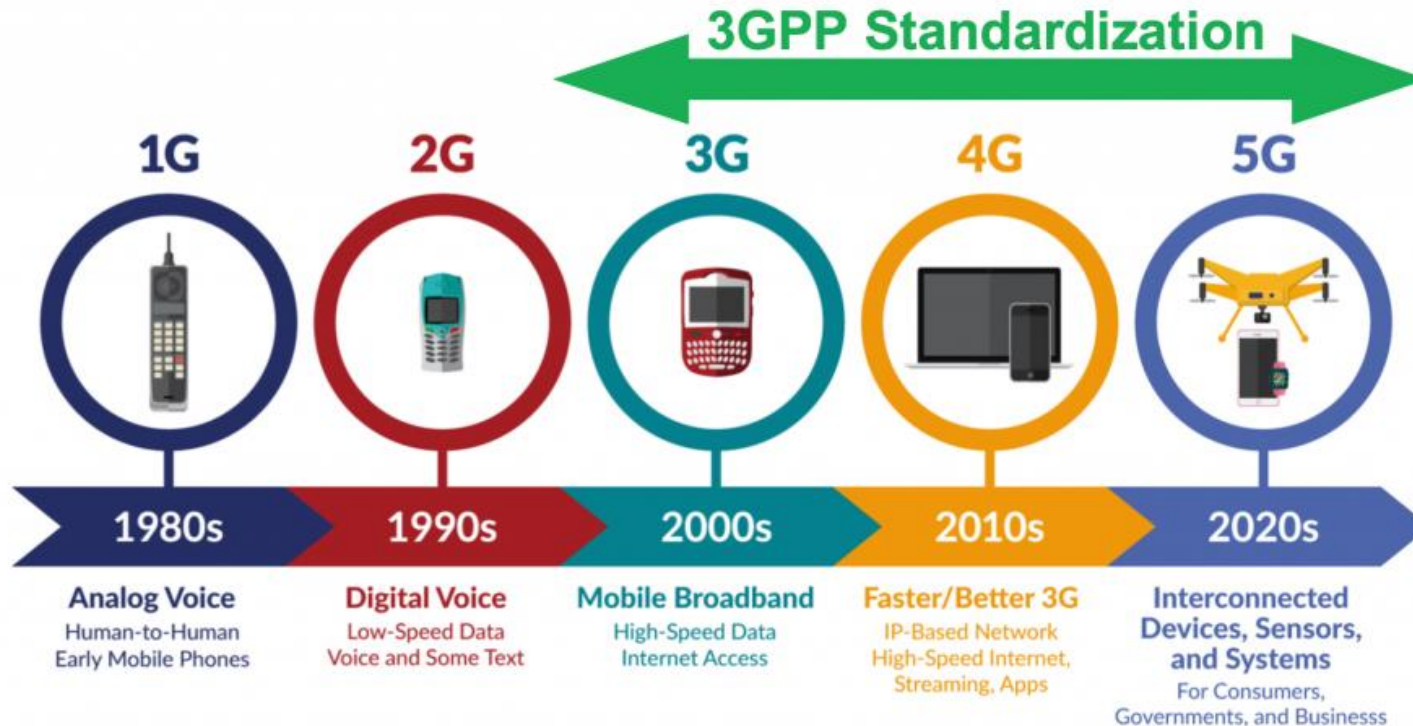 3GPP Standardization
1G
2G
3G
4G
5G
1980s
1990s
2000s
2010s
2020s
Analog Voice
Human-to-Human
Early Mobile Phones
Digital Voice
Low-Speed Data
Voice and Some Text
Mobile Broadband
High-Speed Data
Internet Access
Faster/Better 3G
IP-Based Network
High-Speed Internet,
Streaming, Apps
Interconnected
Devices, Sensors,
and Systems
For Consumers,
Governments, and Businesss